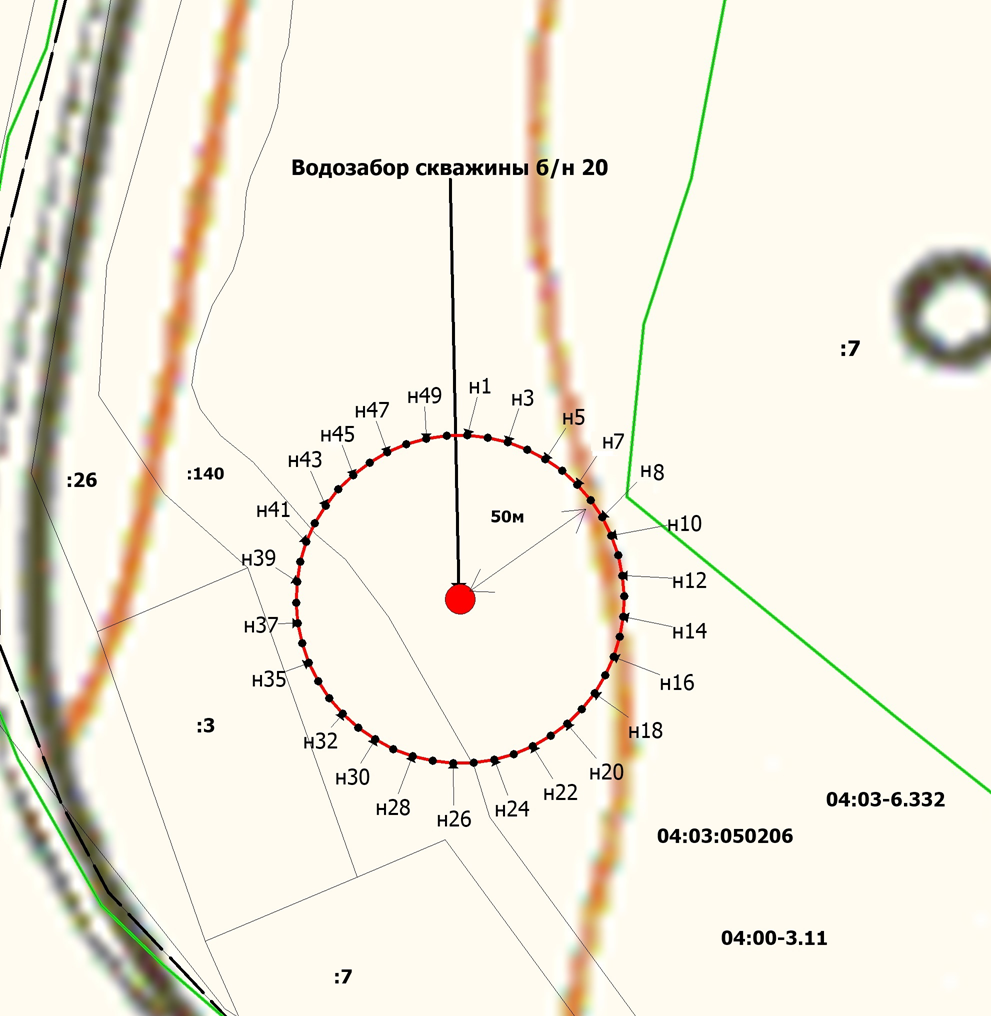 Водозабор скважины б/н 20
:7
н1
н49
н3
н47
н5
н45
н7
н43
н8
:26
:140
н41
50м
н10
н39
н12
н37
н14
н35
н16
:3
н18
н32
н30
н20
н22
н28
н24
н26
04:03-6.332
04:03:050206
04:00-3.11
:7